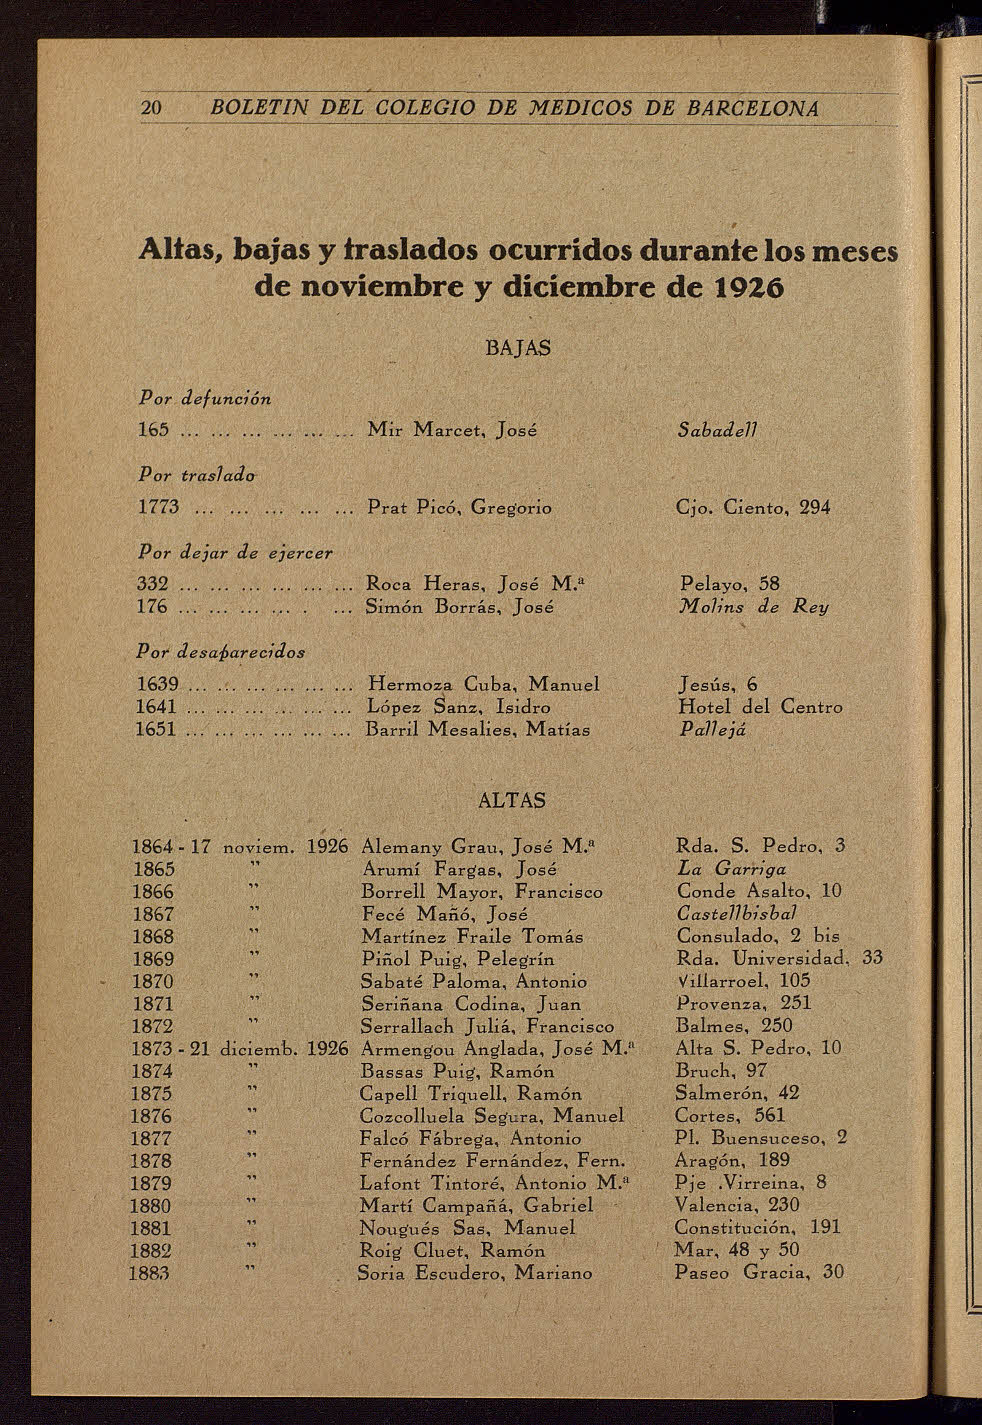 20 BOLETIN DEL COLEGIO DE MEDICOS DE BARCELONA
Altas, bajas y traslados ocurridos durante los meses
de noviembre y diciembre de 1926
BAJAS
Por defunción
165 ... ... ... ... ... ... Mir Marcet, José Sabadell
Por traslado
1773 ... ... ... ... ... Prat Picó, Gregorio Cjo. Ciento, 294
Por dejar de ejercer
332 ... ... ... ... ... ... Roca Heras, José M.ª Pelayo, 58
176 ... ... ... ... . ... Simón Borrás, José Molins de Rey
Por desaparecidos
1639 ... ... ... ... ... ... Hermoza Cuba, Manuel Jesús, 6
1641 ... ... ... ... ... ... López Sanz, Isidro Hotel del Centro
1651 ... ... ... ... ... ... Barril Mesalies, Matías Pallejá
ALTAS
1864 - 17 noviem. 1926 Alemany Grau, José M.ª Rda. S. Pedro, 3
1865 " Arumí Fargas, José La Garriga
1866 " Borrell Mayor, Francisco Conde Asalto, 10
1867 " Fecé Mañó, José Castellbisbal
1868 " Martínez Fraile Tomás Consulado, 2 bis
1869 " Piñol Puig, Pelegrín Rda. Universidad, 33
1870 " Sabaté Paloma, Antonio Villarroel, 105
1871 " Seriñana Codina, Juan Provenza, 251
1872 " Serrallach Juliá, Francisco Balmes, 250
1873 - 21 diciemb. 1926 Armengou Anglada, José M.ª Alta S. Pedro, 10
1874 " Bassas Puig, Ramón Bruch, 97
1875 " Capell Triquell, Ramón Salmerón, 42
1876 " Cozcolluela Segura, Manuel Cortes, 561
1877 " Falcó Fábrega, Antonio Pl. Buensuceso, 2
1878 " Fernández Fernández, Fern. Aragón, 189
1879 " Lafont Tintoré, Antonio M.ª Pje .Virreina, 8
1880 " Martí Campañá, Gabriel Valencia, 230
1881 " Nougués Sas, Manuel Constitución, 191
1882 " Roig Cluet, Ramón Mar, 48 y 50
1883 " Soria Escudero, Mariano Paseo Gracia, 30